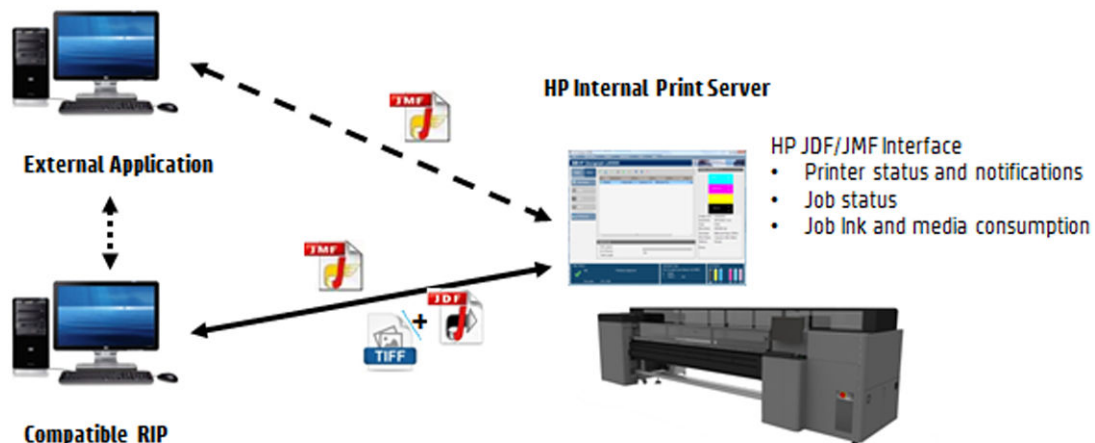 JMF
HP Internal Print Server
External Application
HP JDF/JMF Interface
• Printer status and notifications
• Job status
• Job Ink and media consumption
JMF
JDF
+
TIFF
Compatible RIP